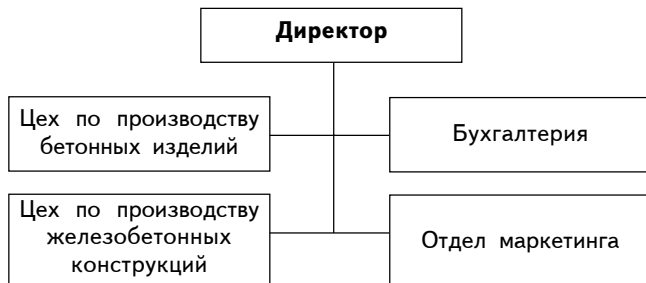 Директор
Цех по производству
бетонных изделий
Бухгалтерия
Цех по производству
железобетонных
конструкций
Отдел маркетинга